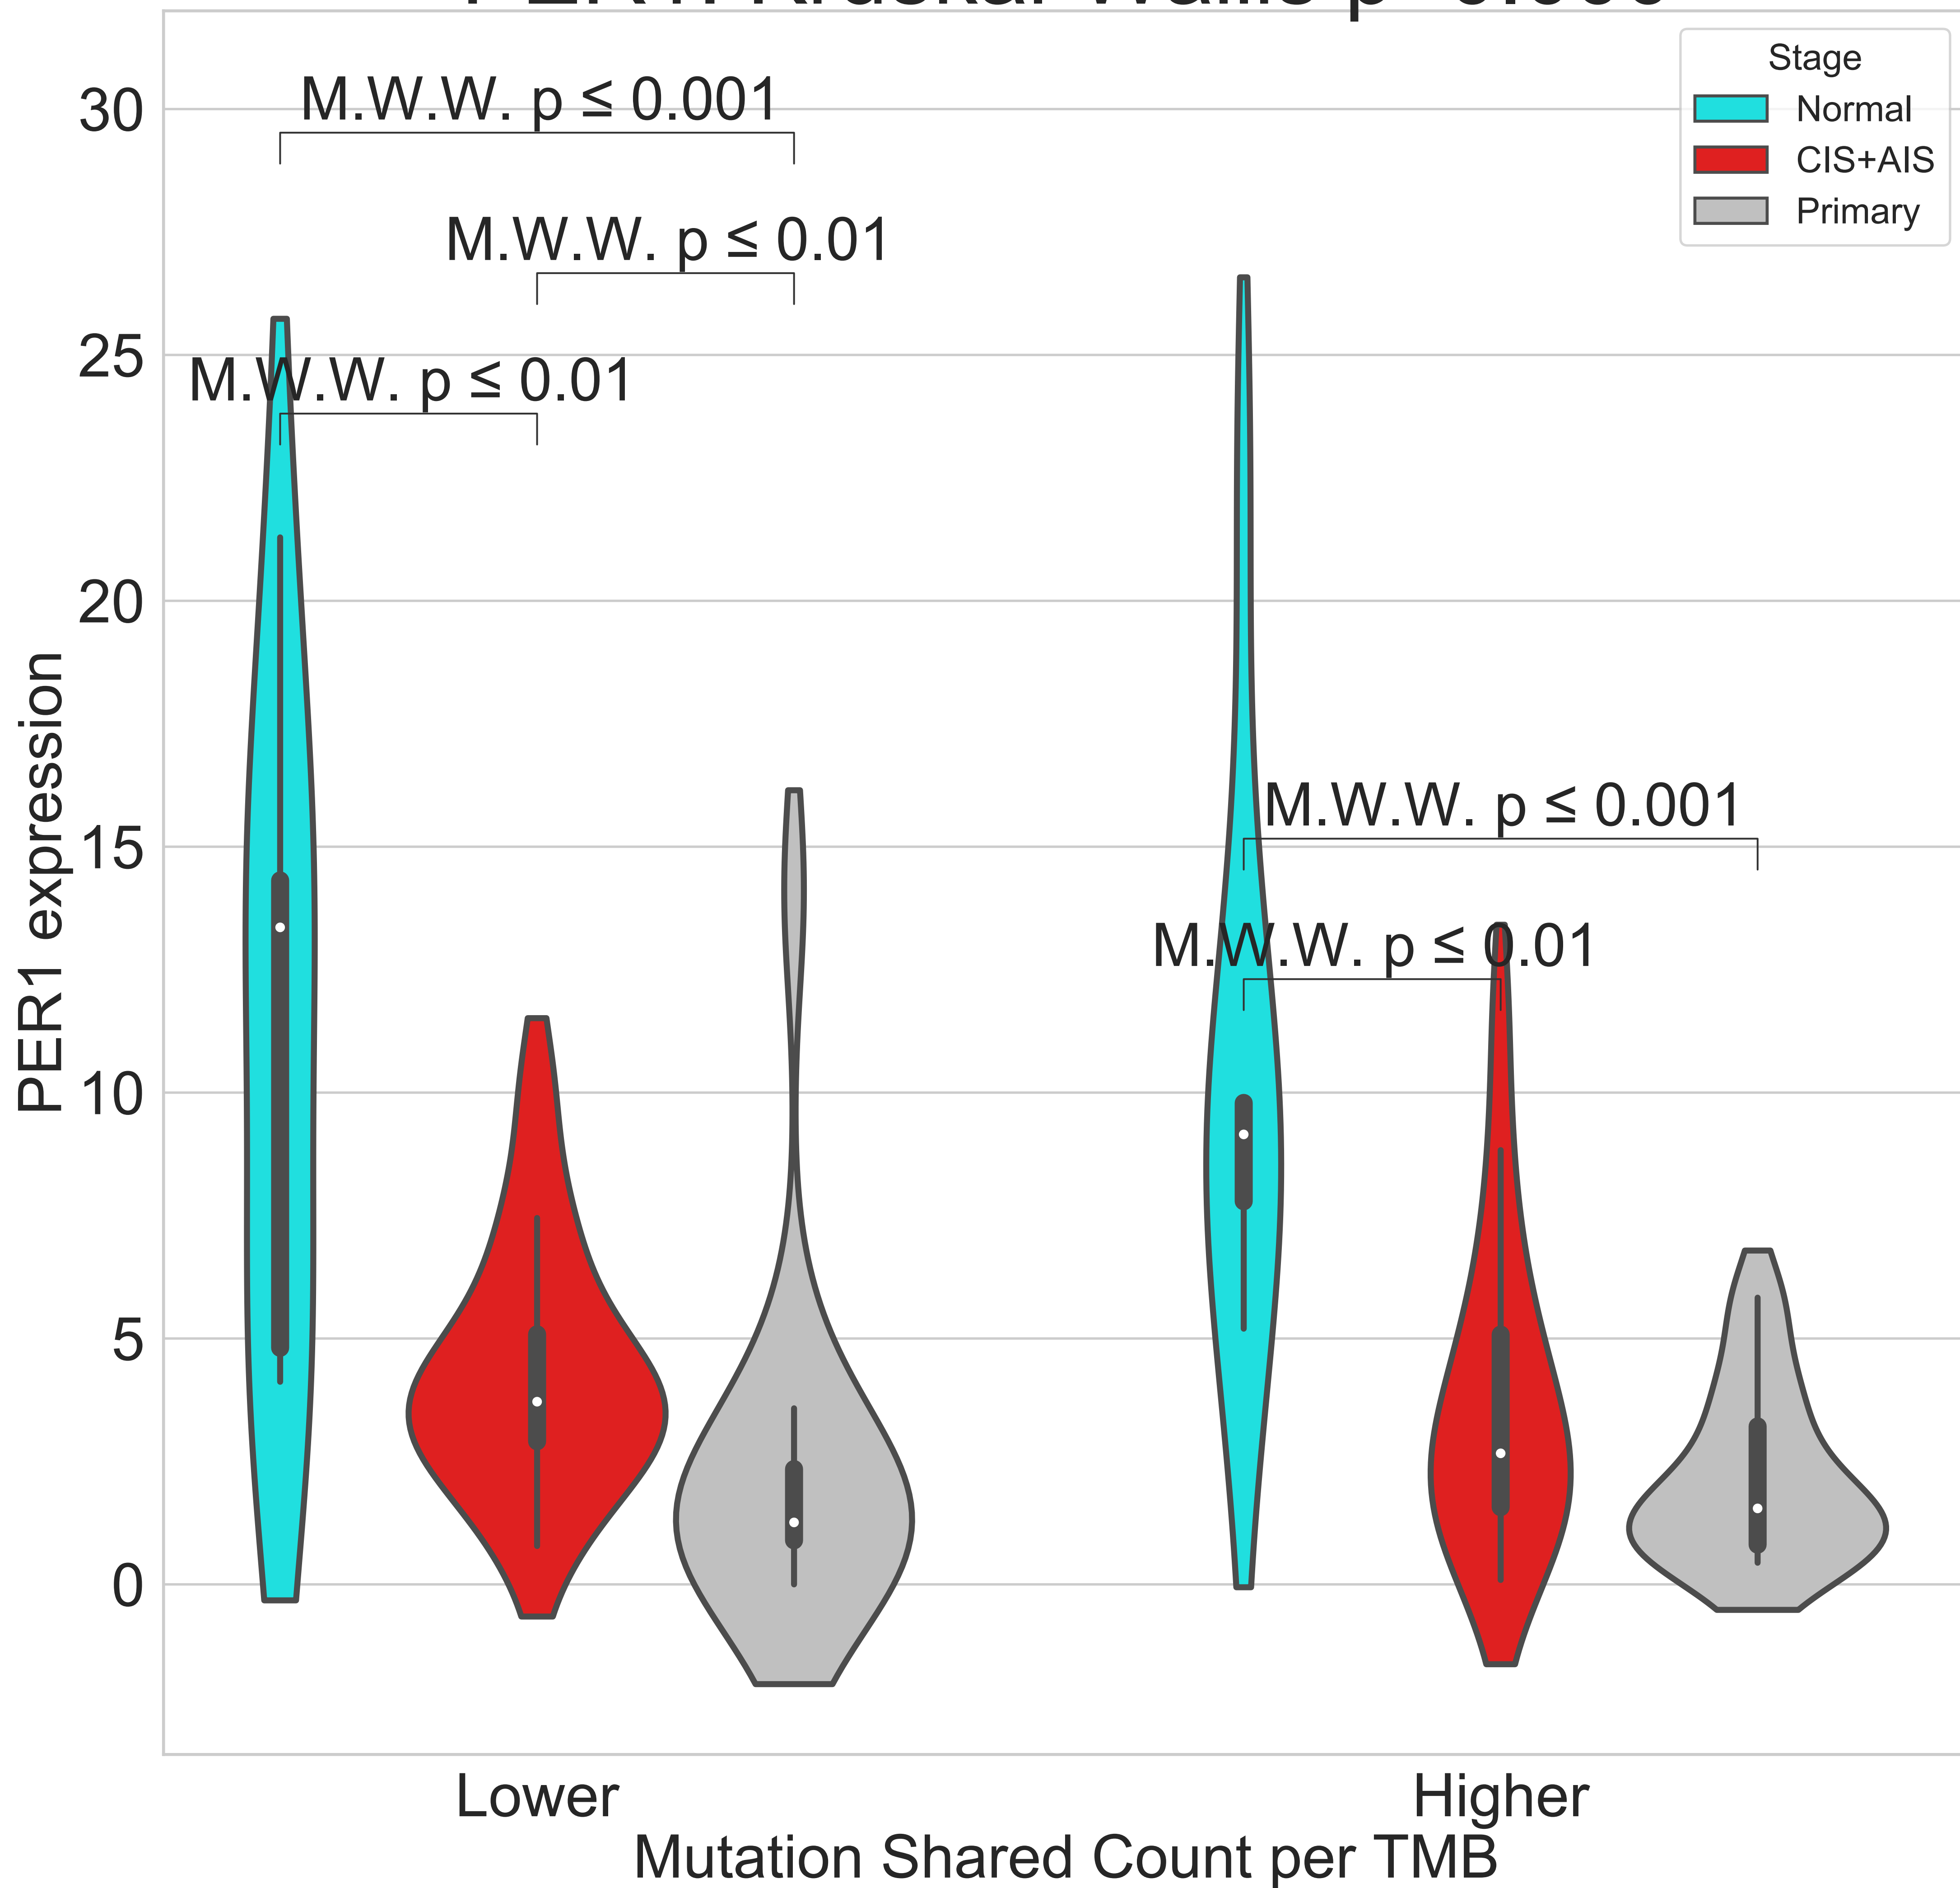 Stage
Normal
CIS+AIS
Primary
M.W.W. p ≤ 0.001
M.W.W. p ≤ 0.01
M.W.W. p ≤ 0.01
M.W.W. p ≤ 0.001
M.W.W. p ≤ 0.01
30
25
20
15
10
5
0
PER1 expression
Lower
Higher
Mutation Shared Count per TMB